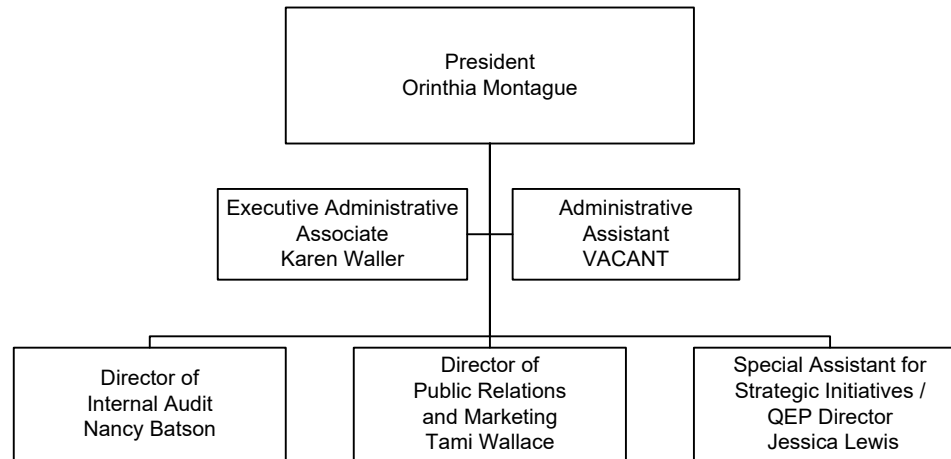 President
Orinthia Montague
Executive Administrative
Associate
Karen Waller
Administrative
Assistant
VACANT
Director of
Internal Audit
Nancy Batson
Director of
Public Relations
and Marketing
Tami Wallace
Special Assistant for
Strategic Initiatives /
QEP Director
Jessica Lewis